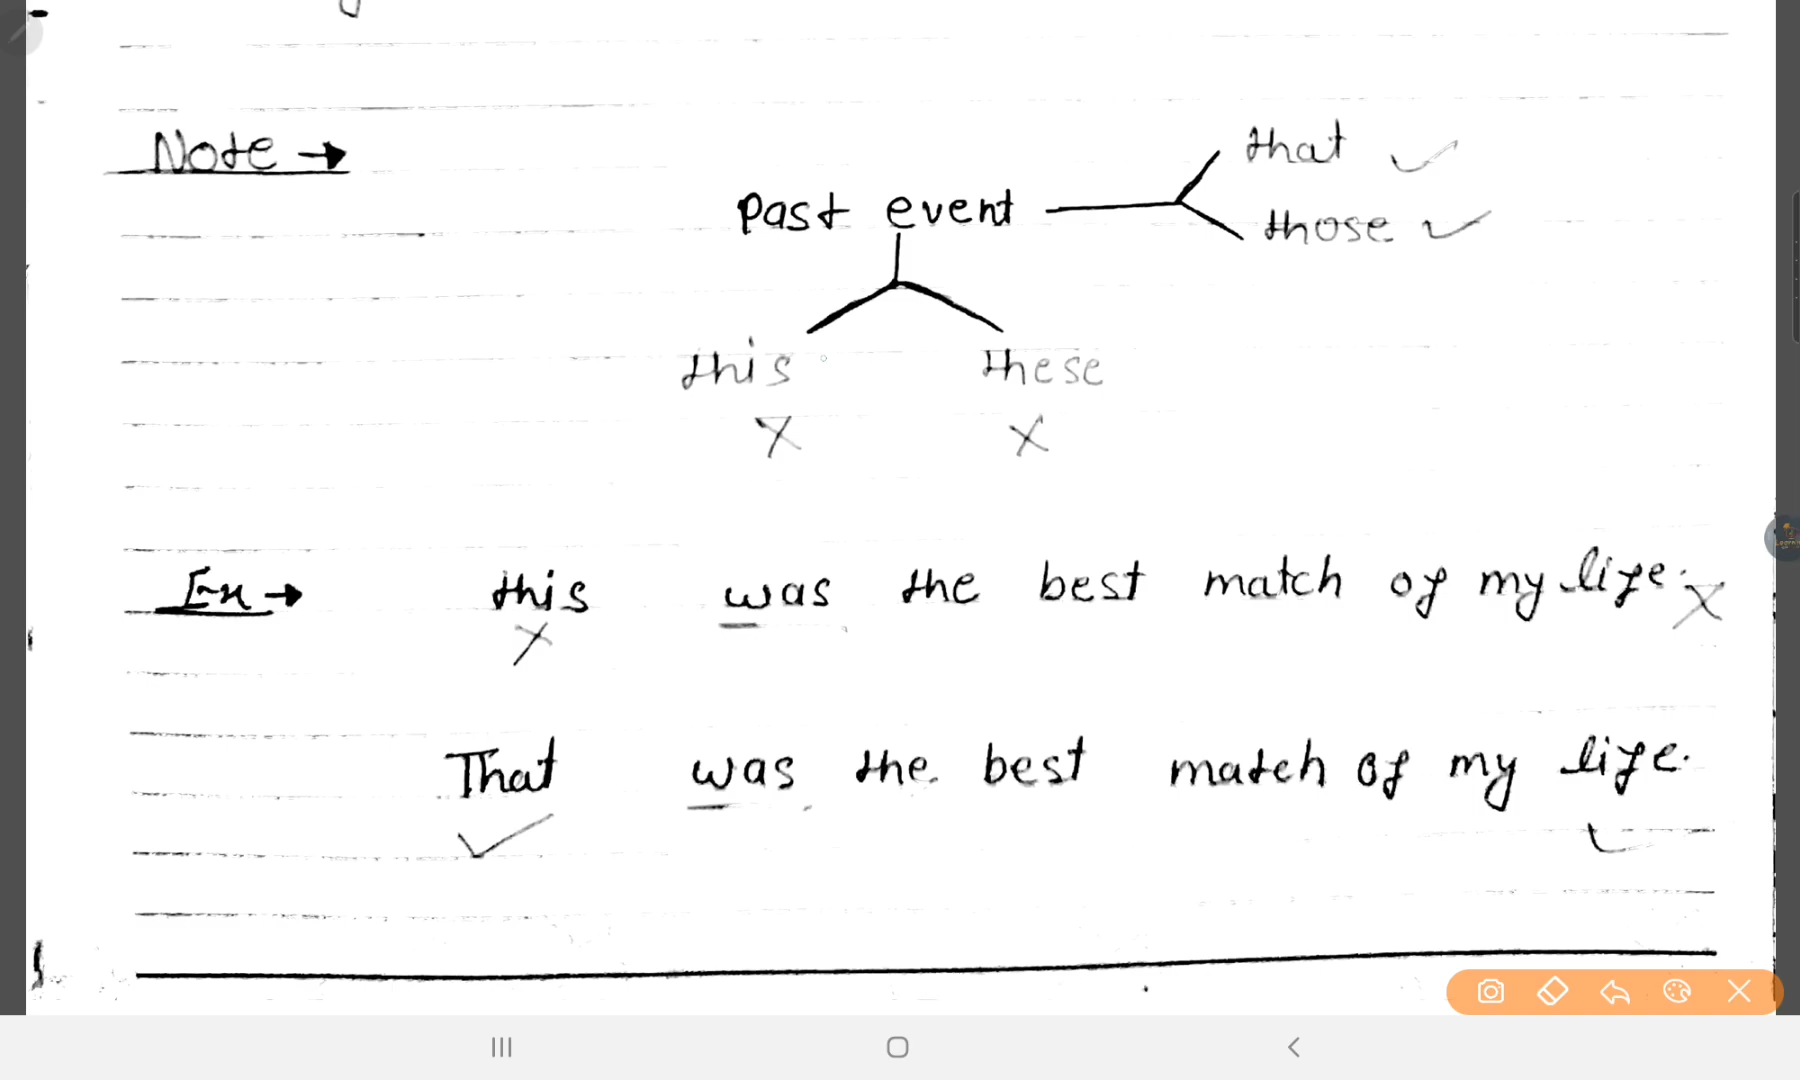 Note →
that ✓
Past event
those ✓
this these
X X
Ex → this was the best match of my life. X
X
That was the best match of my life.
✓ ✓